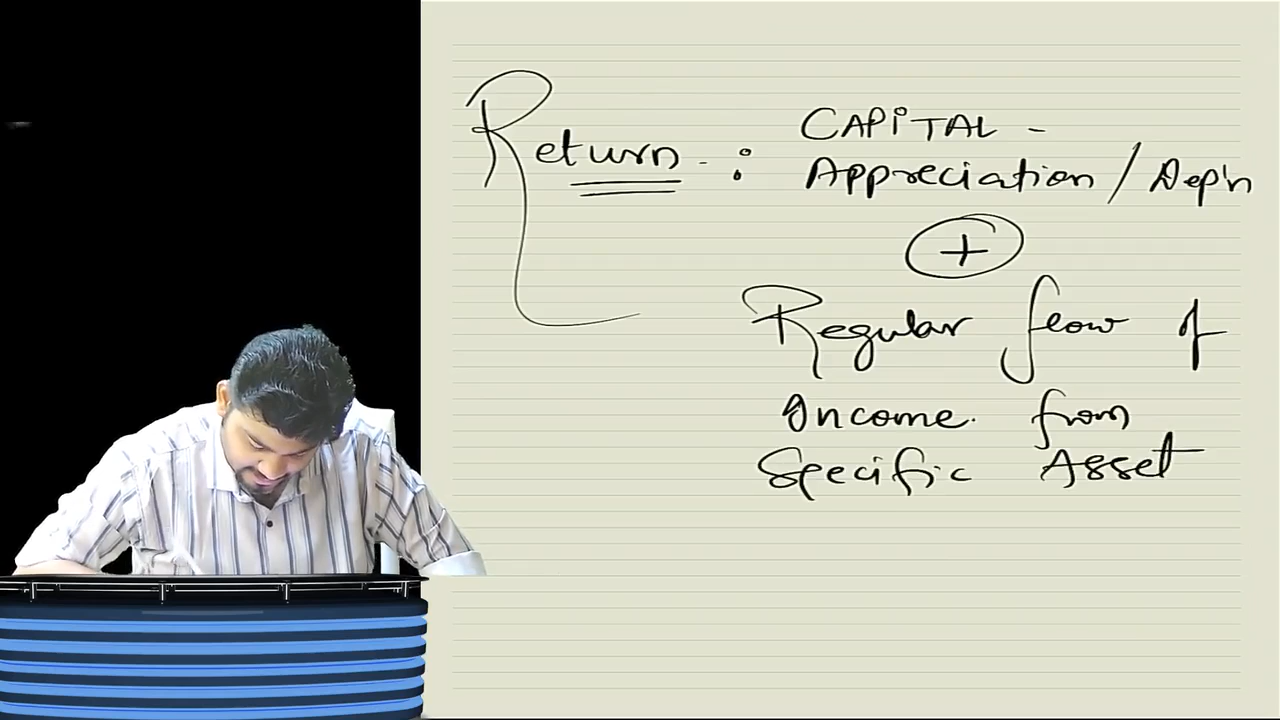 Return : CAPiTAL -
Appreciation / Dep'n
+
Regular flow of
Income. from
Specific Asset